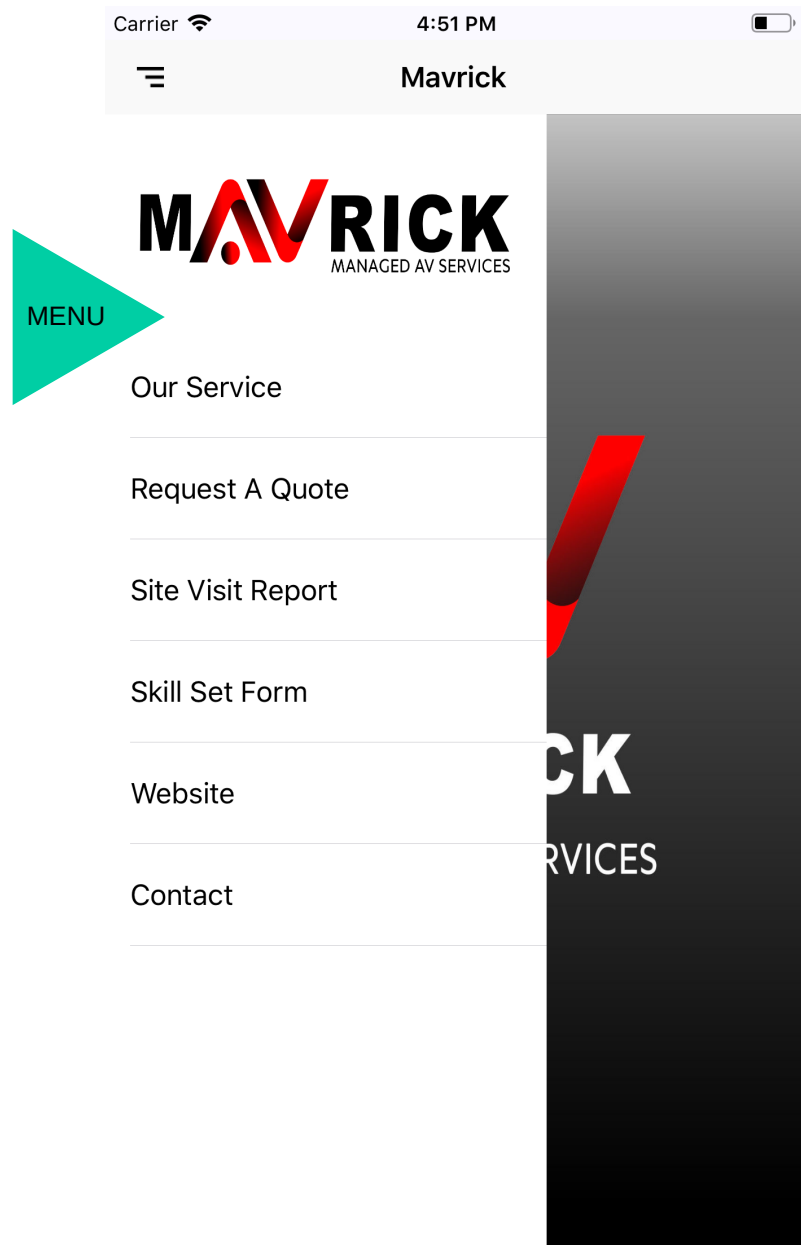 Carrier 4:51 PM
Mavrick
MAVRICK
MANAGED AV SERVICES
MENU
Our Service
Request A Quote
Site Visit Report
Skill Set Form
Website
Contact
CK
RVICES